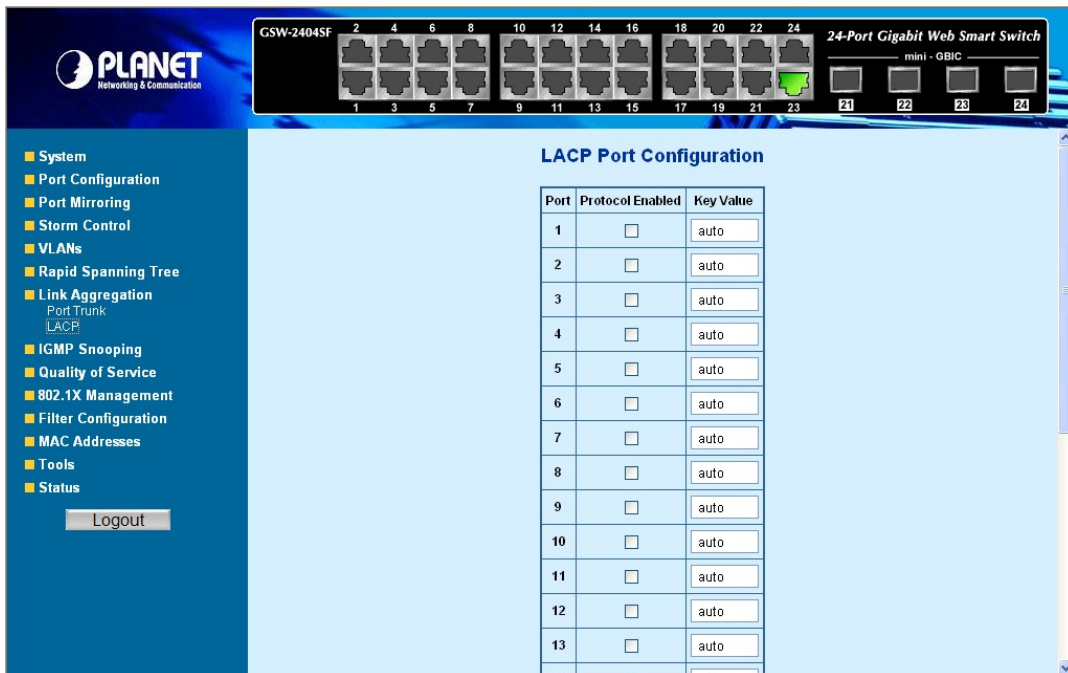 PLANET
Networking & Communication
GSW-2404SF
2 4 6 8 10 12 14 16 18 20 22 24
1 3 5 7 9 11 13 15 17 19 21 23
24-Port Gigabit Web Smart Switch
mini - GBIC
21 22 23 24
System
Port Configuration
Port Mirroring
Storm Control
VLANs
Rapid Spanning Tree
Link Aggregation
Port Trunk
LACP
IGMP Snooping
Quality of Service
802.1X Management
Filter Configuration
MAC Addresses
Tools
Status
Logout
LACP Port Configuration
Port Protocol Enabled Key Value
1 auto
2 auto
3 auto
4 auto
5 auto
6 auto
7 auto
8 auto
9 auto
10 auto
11 auto
12 auto
13 auto